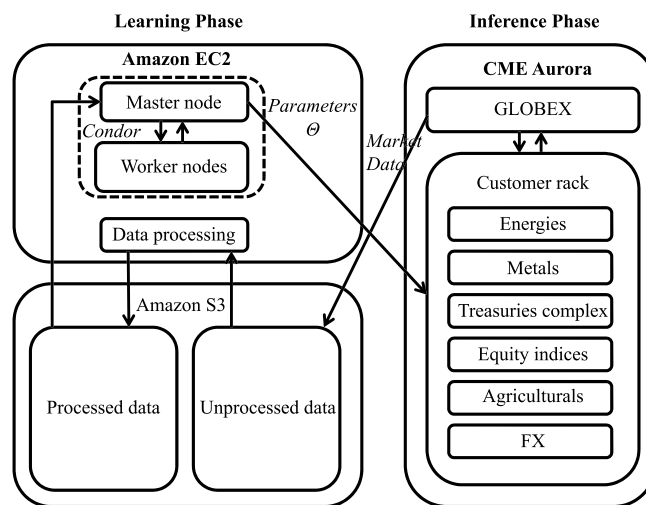 Learning Phase
Inference Phase
Amazon EC2
CME Aurora
Master node
Condor
Worker nodes
Parameters
Θ
Market
Data
GLOBEX
Customer rack
Energies
Metals
Treasuries complex
Equity indices
Agriculturals
FX
Data processing
Amazon S3
Processed data
Unprocessed data